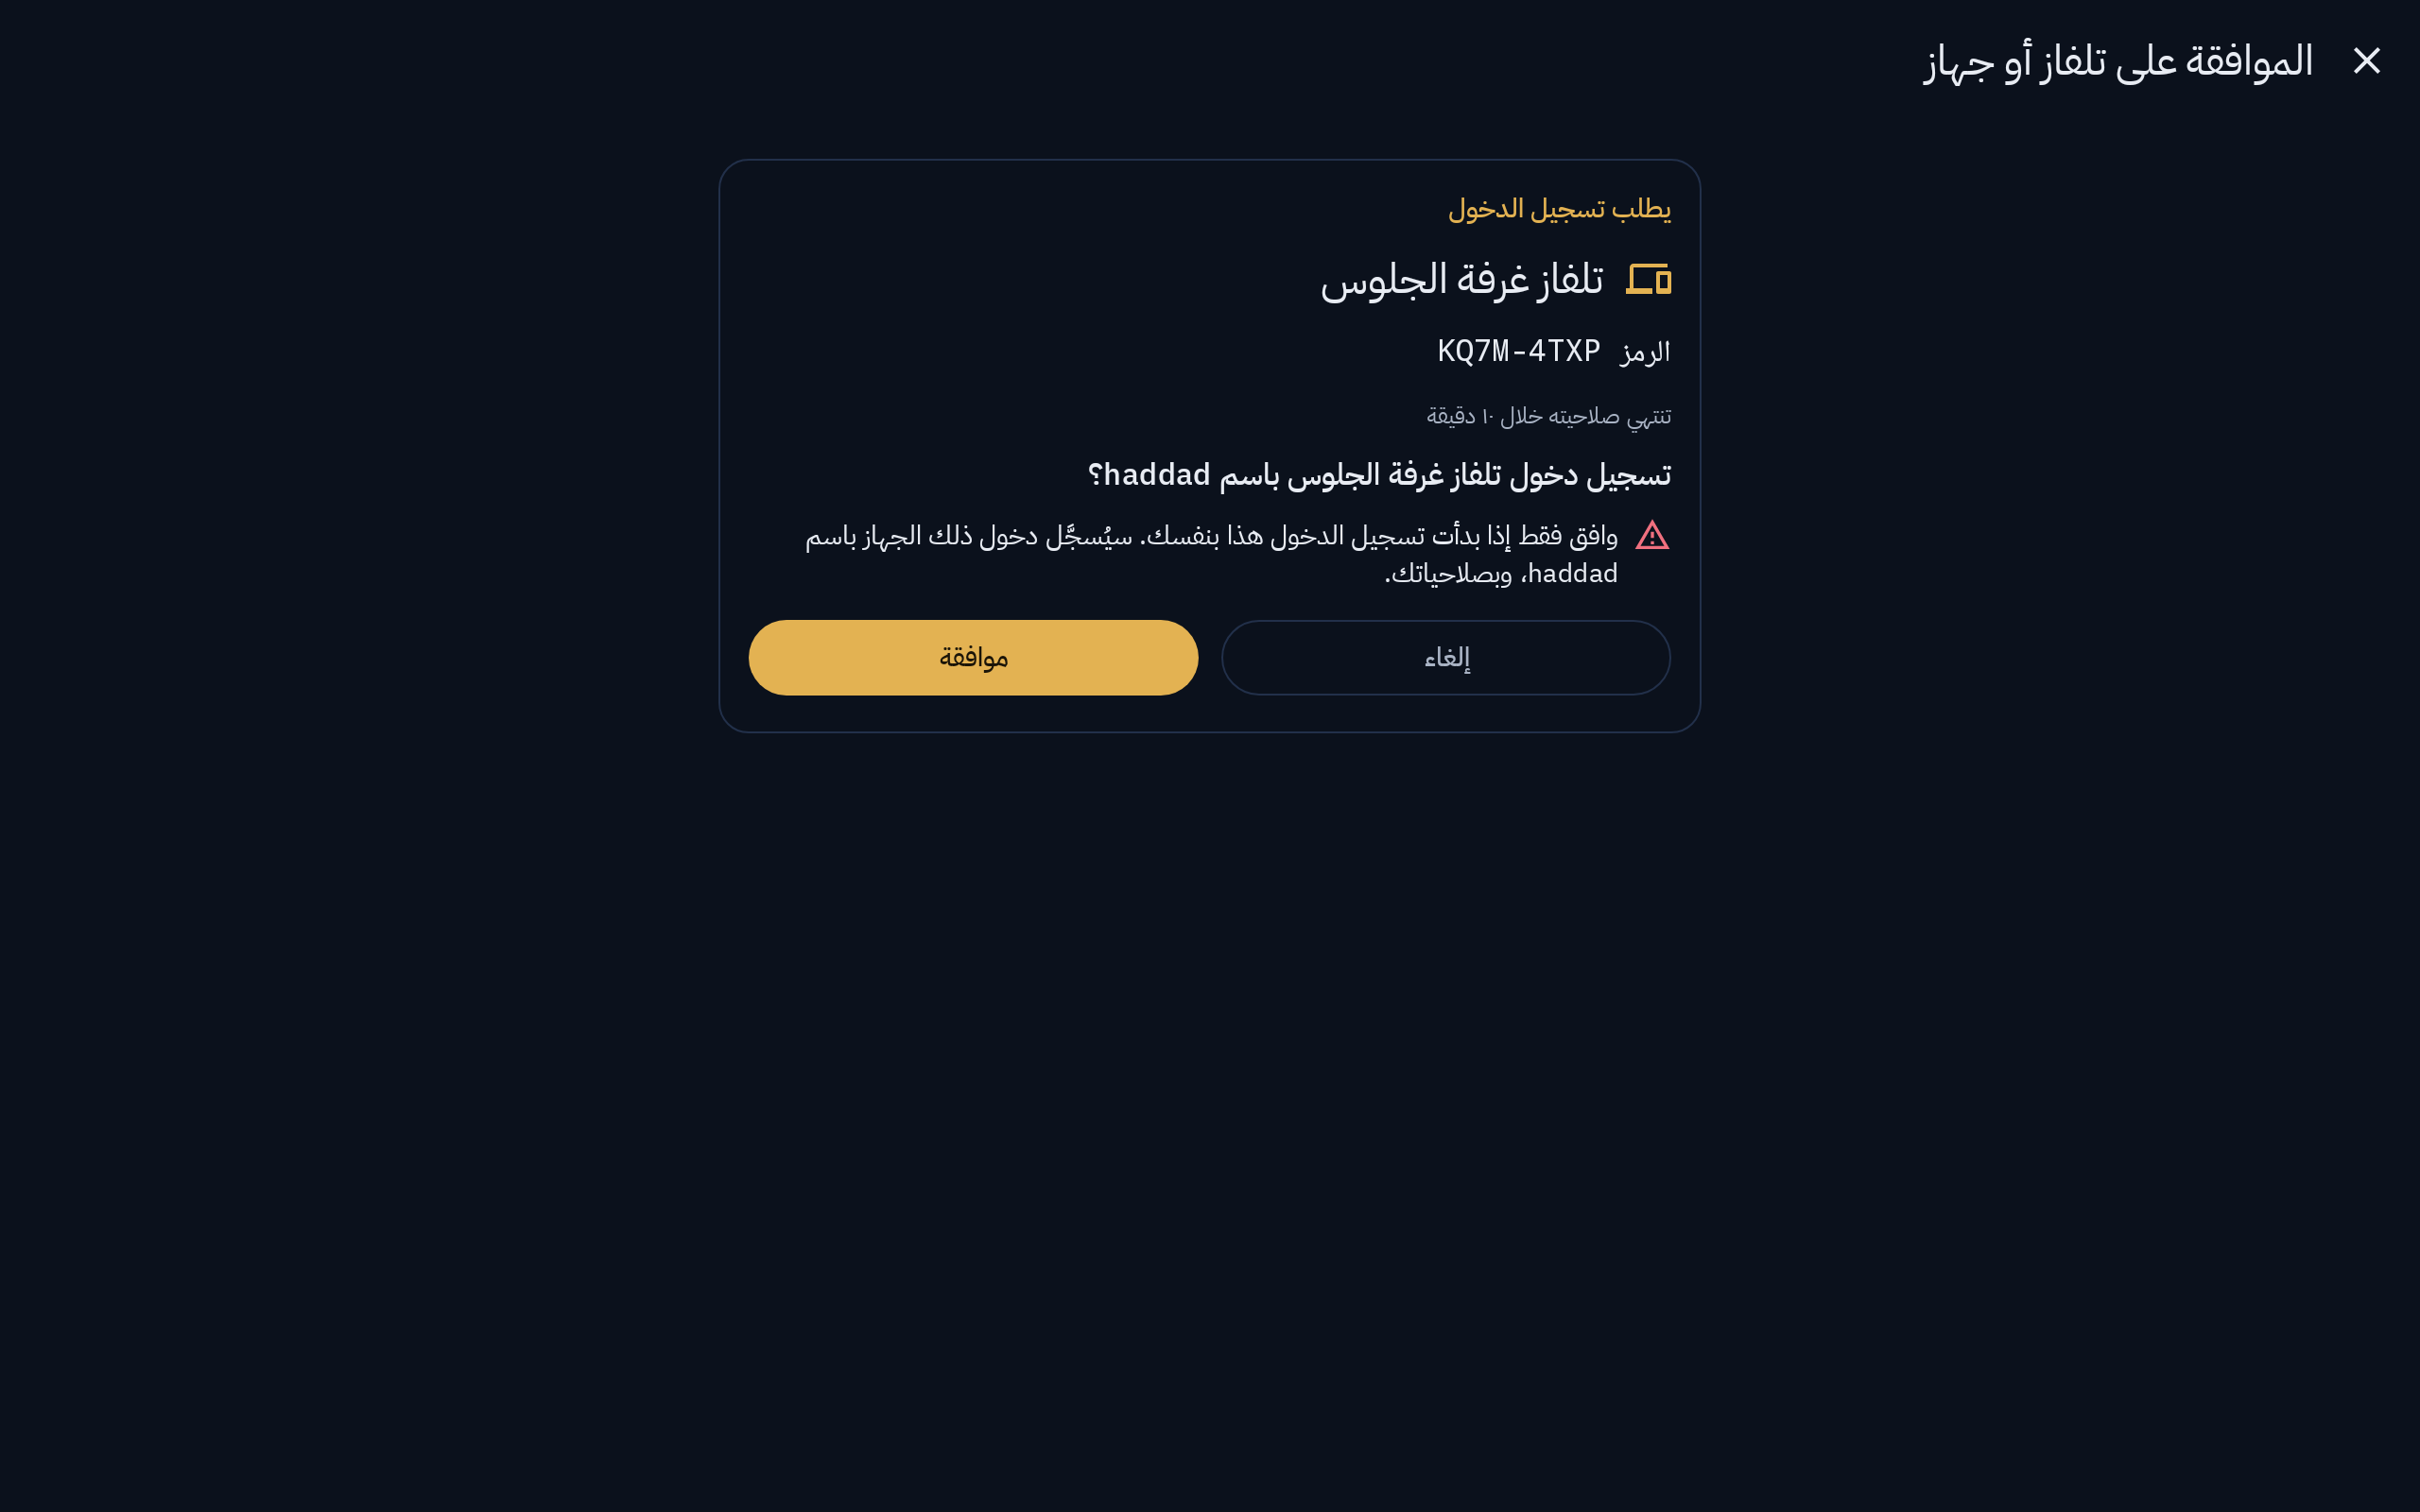 الموافقة على تلفاز أو جهاز
يطلب تسجيل الدخول
تلفاز غرفة الجلوس
الرمز KQ7M-4TXP
تنتهي صلاحيته خلال ١٠ دقيقة
تسجيل دخول تلفاز غرفة الجلوس باسم haddad؟
وافق فقط إذا بدأت تسجيل الدخول هذا بنفسك. سيُسجَّل دخول ذلك الجهاز باسم
haddad، وبصلاحياتك.
إلغاء
موافقة